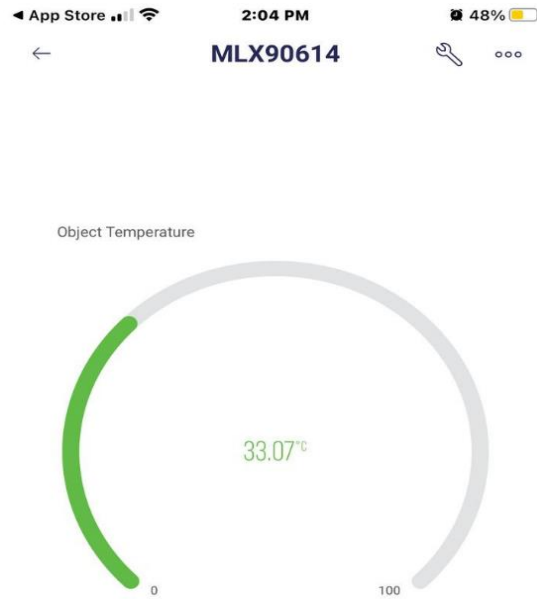 ◄ App Store 2:04 PM 48%
MLX90614
Object Temperature
33.07°C
0 100